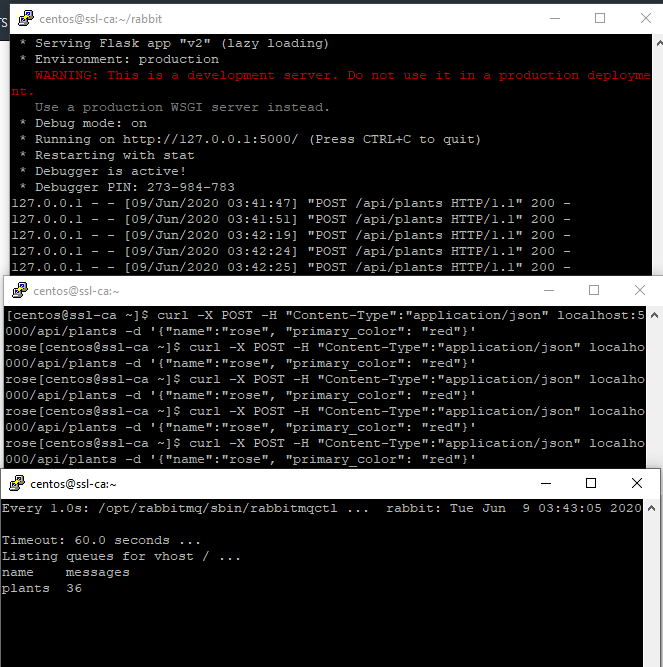 rs
centos@ssl-ca:~/rabbit
* Serving Flask app "v2" (lazy loading)
* Environment: production
WARNING: This is a development server. Do not use it in a production deployme
nt.
Use a production WSGI server instead.
* Debug mode: on
* Running on http://127.0.0.1:5000/ (Press CTRL+C to quit)
* Restarting with stat
* Debugger is active!
* Debugger PIN: 273-984-783
127.0.0.1 - - [09/Jun/2020 03:41:47] "POST /api/plants HTTP/1.1" 200 -
127.0.0.1 - - [09/Jun/2020 03:41:51] "POST /api/plants HTTP/1.1" 200 -
127.0.0.1 - - [09/Jun/2020 03:42:19] "POST /api/plants HTTP/1.1" 200 -
127.0.0.1 - - [09/Jun/2020 03:42:24] "POST /api/plants HTTP/1.1" 200 -
127.0.0.1 - - [09/Jun/2020 03:42:25] "POST /api/plants HTTP/1.1" 200 -
centos@ssl-ca:~
[centos@ssl-ca ~]$ curl -X POST -H "Content-Type":"application/json" localhost:5
000/api/plants -d '{"name":"rose", "primary_color": "red"}'
rose[centos@ssl-ca ~]$ curl -X POST -H "Content-Type":"application/json" localho
000/api/plants -d '{"name":"rose", "primary_color": "red"}'
rose[centos@ssl-ca ~]$ curl -X POST -H "Content-Type":"application/json" localho
000/api/plants -d '{"name":"rose", "primary_color": "red"}'
rose[centos@ssl-ca ~]$ curl -X POST -H "Content-Type":"application/json" localho
000/api/plants -d '{"name":"rose", "primary_color": "red"}'
rose[centos@ssl-ca ~]$ curl -X POST -H "Content-Type":"application/json" localho
000/api/plants -d '{"name":"rose", "primary_color": "red"}'
centos@ssl-ca:~
Every 1.0s: /opt/rabbitmq/sbin/rabbitmqctl ... rabbit: Tue Jun 9 03:43:05 2020
Timeout: 60.0 seconds ...
Listing queues for vhost / ...
name messages
plants 36